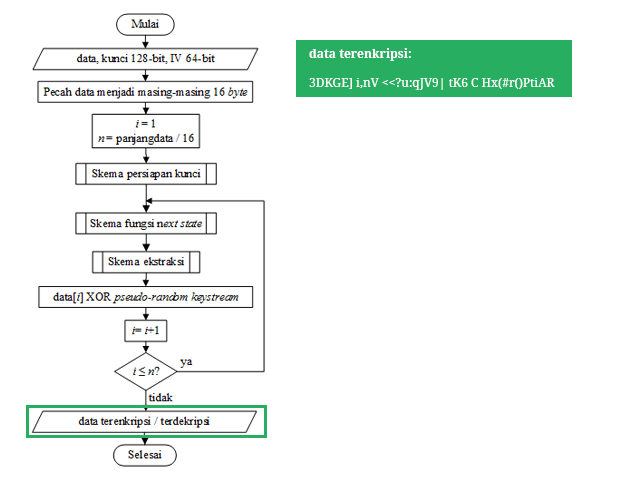 Mulai
data, kunci 128-bit, IV 64-bit
Pecah data menjadi masing-masing 16 byte
i = 1
n = panjangdata / 16
Skema persiapan kunci
Skema fungsi next state
Skema ekstraksi
data[i] XOR pseudo-random keystream
i= i+1
i ≤ n?
ya
tidak
data terenkripsi / terdekripsi
Selesai
data terenkripsi:
3DKGE] i,nV <<?u:qJV9| tK6 C Hx(#r()PtiAR